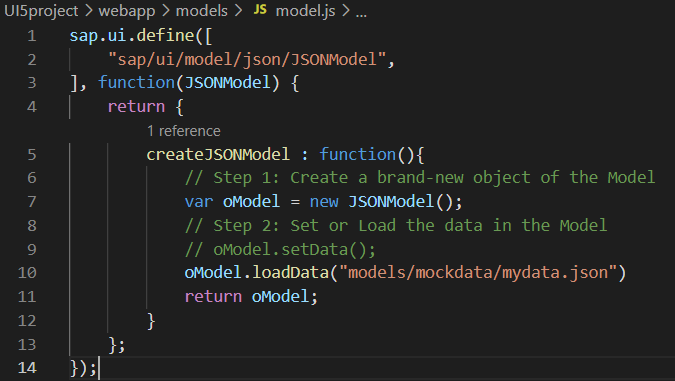 UI5project > webapp > models > JS model.js > ...
1 sap.ui.define([
2     "sap/ui/model/json/JSONModel",
3 ], function(JSONModel) {
4     return {
1 reference
5         createJSONModel : function(){
6             // Step 1: Create a brand-new object of the Model
7             var oModel = new JSONModel();
8             // Step 2: Set or Load the data in the Model
9             // oModel.setData();
10             oModel.loadData("models/mockdata/mydata.json")
11             return oModel;
12         }
13     };
14 });